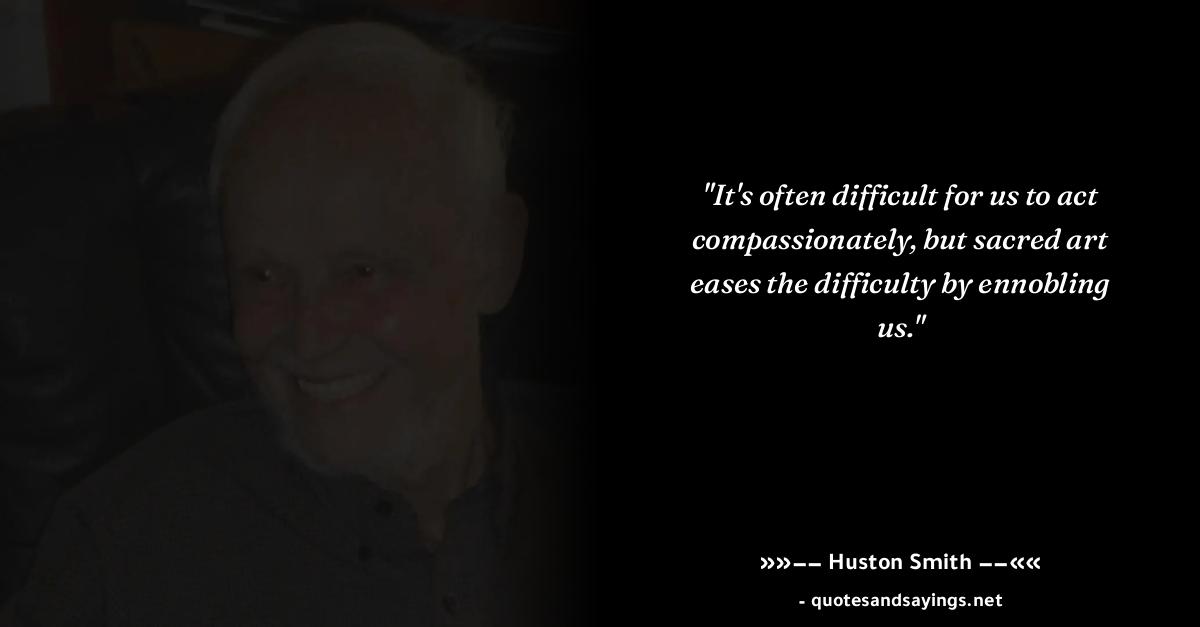 "It's often difficult for us to act
compassionately, but sacred art
eases the difficulty by ennobling
us."
»»−− Huston Smith −−««
- quotesandsayings.net